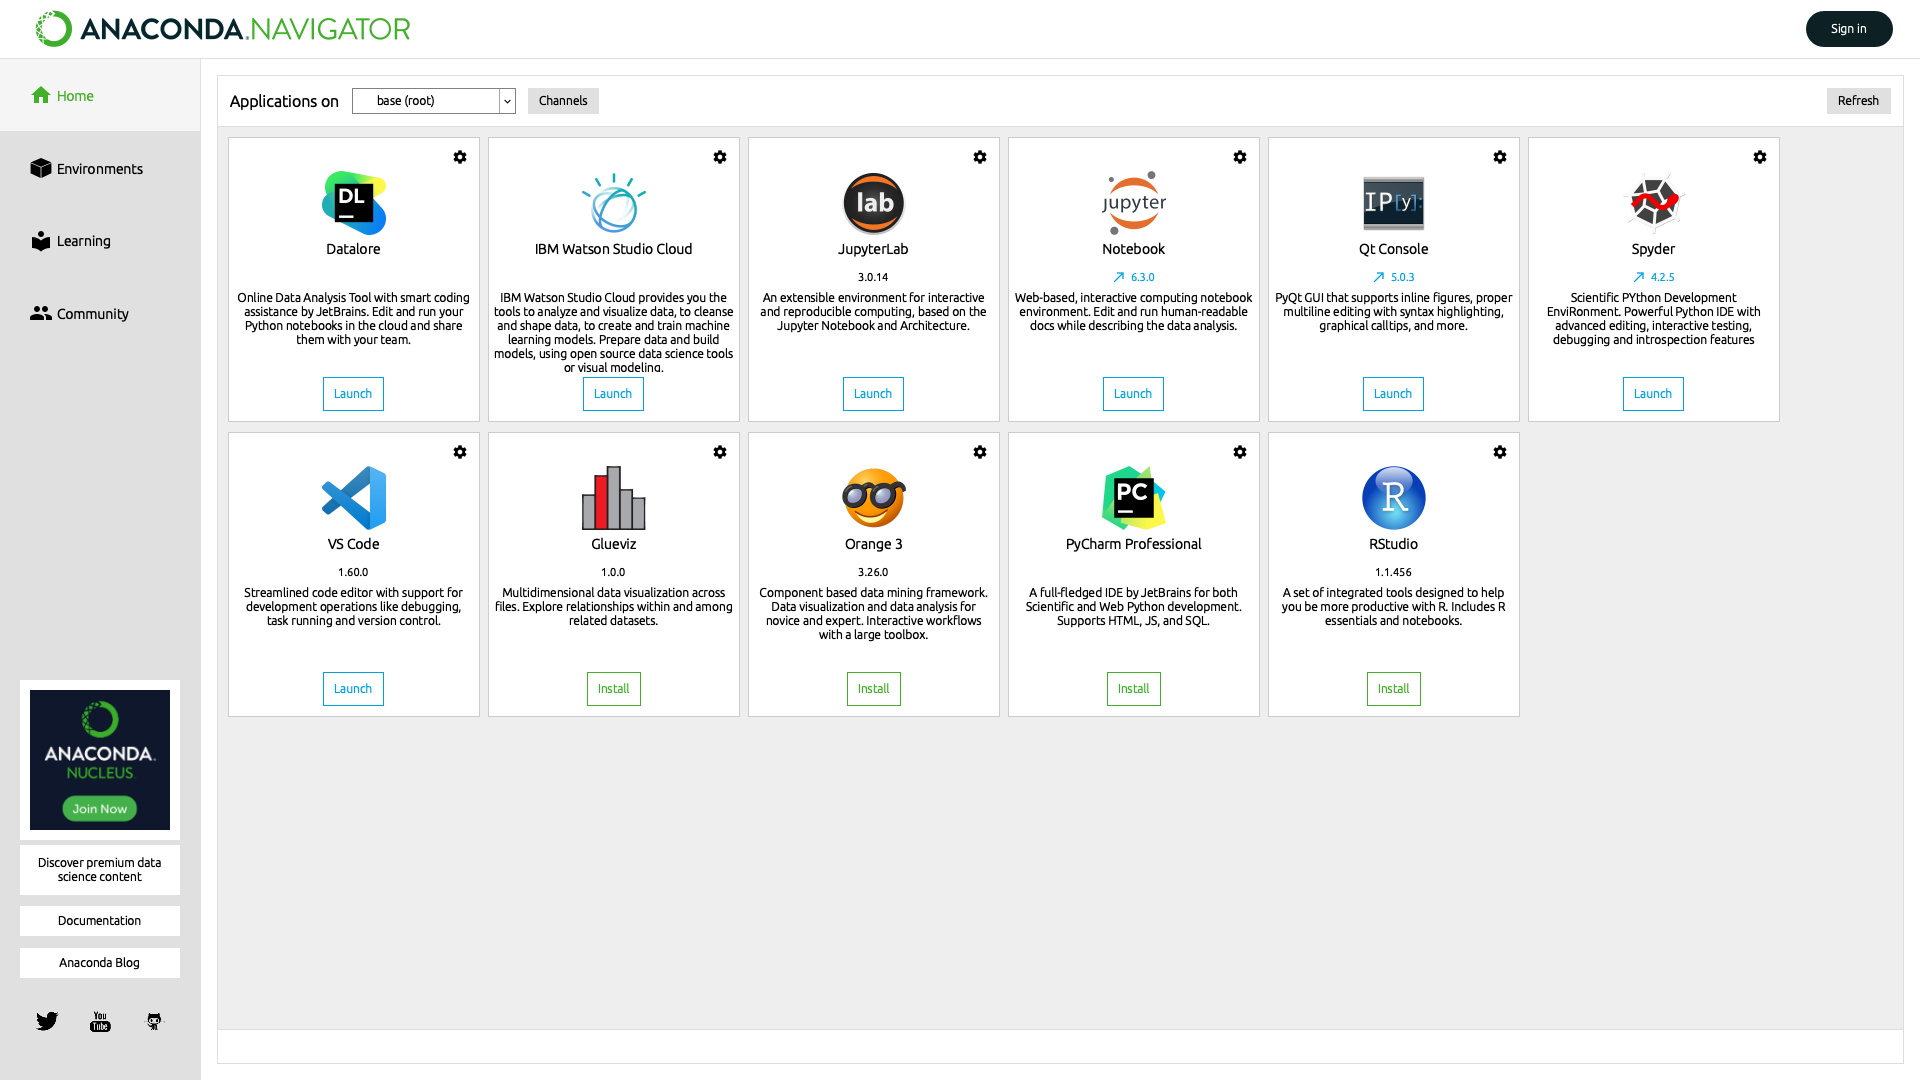 ANACONDA.NAVIGATOR
Sign in
Home
Environments
Learning
Community
ANACONDA.
NUCLEUS
Join Now
Discover premium data
science content
Documentation
Anaconda Blog
You
Tube
Applications on
base (root)
Channels
Refresh
DL
Datalore
Online Data Analysis Tool with smart coding
assistance by JetBrains. Edit and run your
Python notebooks in the cloud and share
them with your team.
Launch
IBM Watson Studio Cloud
IBM Watson Studio Cloud provides you the
tools to analyze and visualize data, to cleanse
and shape data, to create and train machine
learning models. Prepare data and build
models, using open source data science tools
or visual modeling.
Launch
lab
JupyterLab
3.0.14
An extensible environment for interactive
and reproducible computing, based on the
Jupyter Notebook and Architecture.
Launch
jupyter
Notebook
6.3.0
Web-based, interactive computing notebook
environment. Edit and run human-readable
docs while describing the data analysis.
Launch
IP[y]:
Qt Console
5.0.3
PyQt GUI that supports inline figures, proper
multiline editing with syntax highlighting,
graphical calltips, and more.
Launch
Spyder
4.2.5
Scientific PYthon Development
EnviRonment. Powerful Python IDE with
advanced editing, interactive testing,
debugging and introspection features
Launch
VS Code
1.60.0
Streamlined code editor with support for
development operations like debugging,
task running and version control.
Launch
Glueviz
1.0.0
Multidimensional data visualization across
files. Explore relationships within and among
related datasets.
Install
Orange 3
3.26.0
Component based data mining framework.
Data visualization and data analysis for
novice and expert. Interactive workflows
with a large toolbox.
Install
PC
PyCharm Professional
A full-fledged IDE by JetBrains for both
Scientific and Web Python development.
Supports HTML, JS, and SQL.
Install
R
RStudio
1.1.456
A set of integrated tools designed to help
you be more productive with R. Includes R
essentials and notebooks.
Install